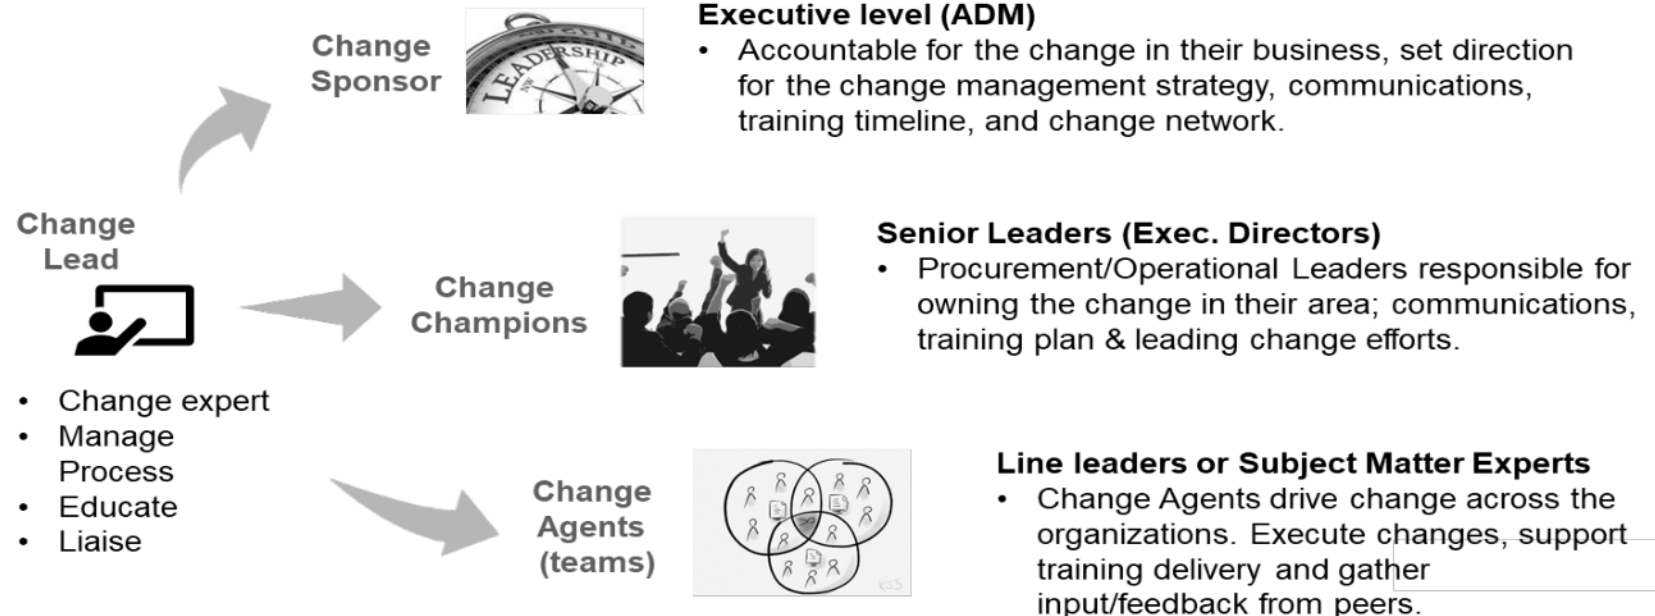 Change
Sponsor
LEADERSHIP
NW
Executive level (ADM)
• Accountable for the change in their business, set direction
for the change management strategy, communications,
training timeline, and change network.
Change
Lead
• Change expert
• Manage
Process
• Educate
• Liaise
Change
Champions
Senior Leaders (Exec. Directors)
• Procurement/Operational Leaders responsible for
owning the change in their area; communications,
training plan & leading change efforts.
Change
Agents
(teams)
Line leaders or Subject Matter Experts
• Change Agents drive change across the
organizations. Execute changes, support
training delivery and gather
input/feedback from peers.